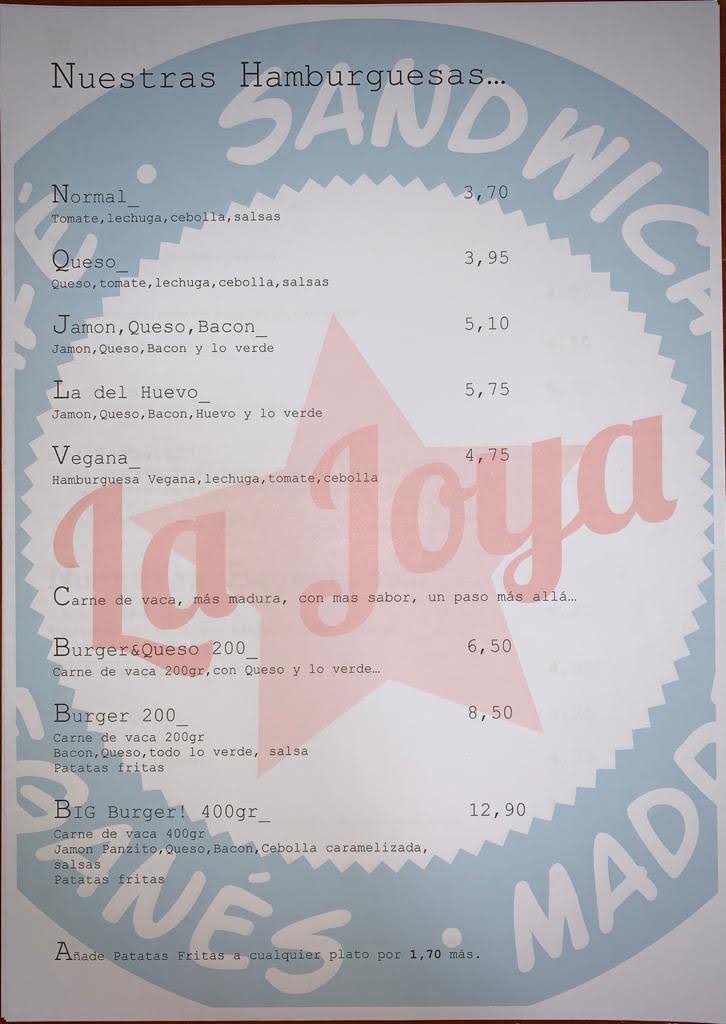 Nuestras Hamburguesas…
SANDWICH
Normal_ 3,70
Tomate,lechuga,cebolla,salsas
Queso_ 3,95
Queso,tomate,lechuga,cebolla,salsas
Jamon,Queso,Bacon_ 5,10
Jamon,Queso,Bacon y lo verde
La del Huevo_ 5,75
Jamon,Queso,Bacon,Huevo y lo verde
Vegana_ 4,75
Hamburguesa Vegana,lechuga,tomate,cebolla
La Joya
Carne de vaca, más madura, con mas sabor, un paso más allá…
Burger&Queso 200_ 6,50
Carne de vaca 200gr,con Queso y lo verde…
Burger 200_ 8,50
Carne de vaca 200gr
Bacon,Queso,todo lo verde, salsa
Patatas fritas
BIG Burger! 400gr_ 12,90
Carne de vaca 400gr
Jamon Panzito,Queso,Bacon,Cebolla caramelizada,
salsas
Patatas fritas
Añade Patatas Fritas a cualquier plato por 1,70 más.